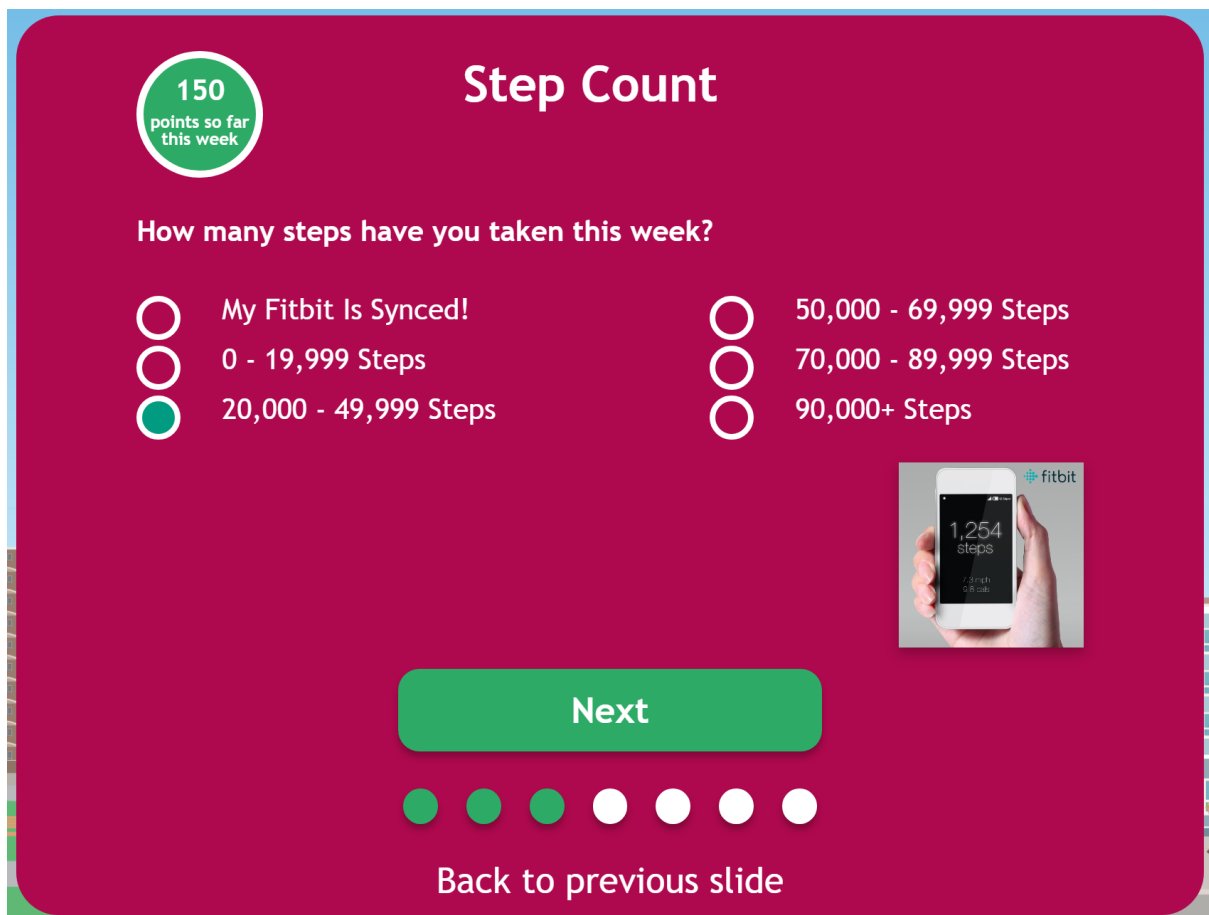 150
points so far
this week
Step Count
How many steps have you taken this week?
My Fitbit Is Synced!
0 - 19,999 Steps
20,000 - 49,999 Steps
50,000 - 69,999 Steps
70,000 - 89,999 Steps
90,000+ Steps
fitbit
1,254
steps
Next
Back to previous slide